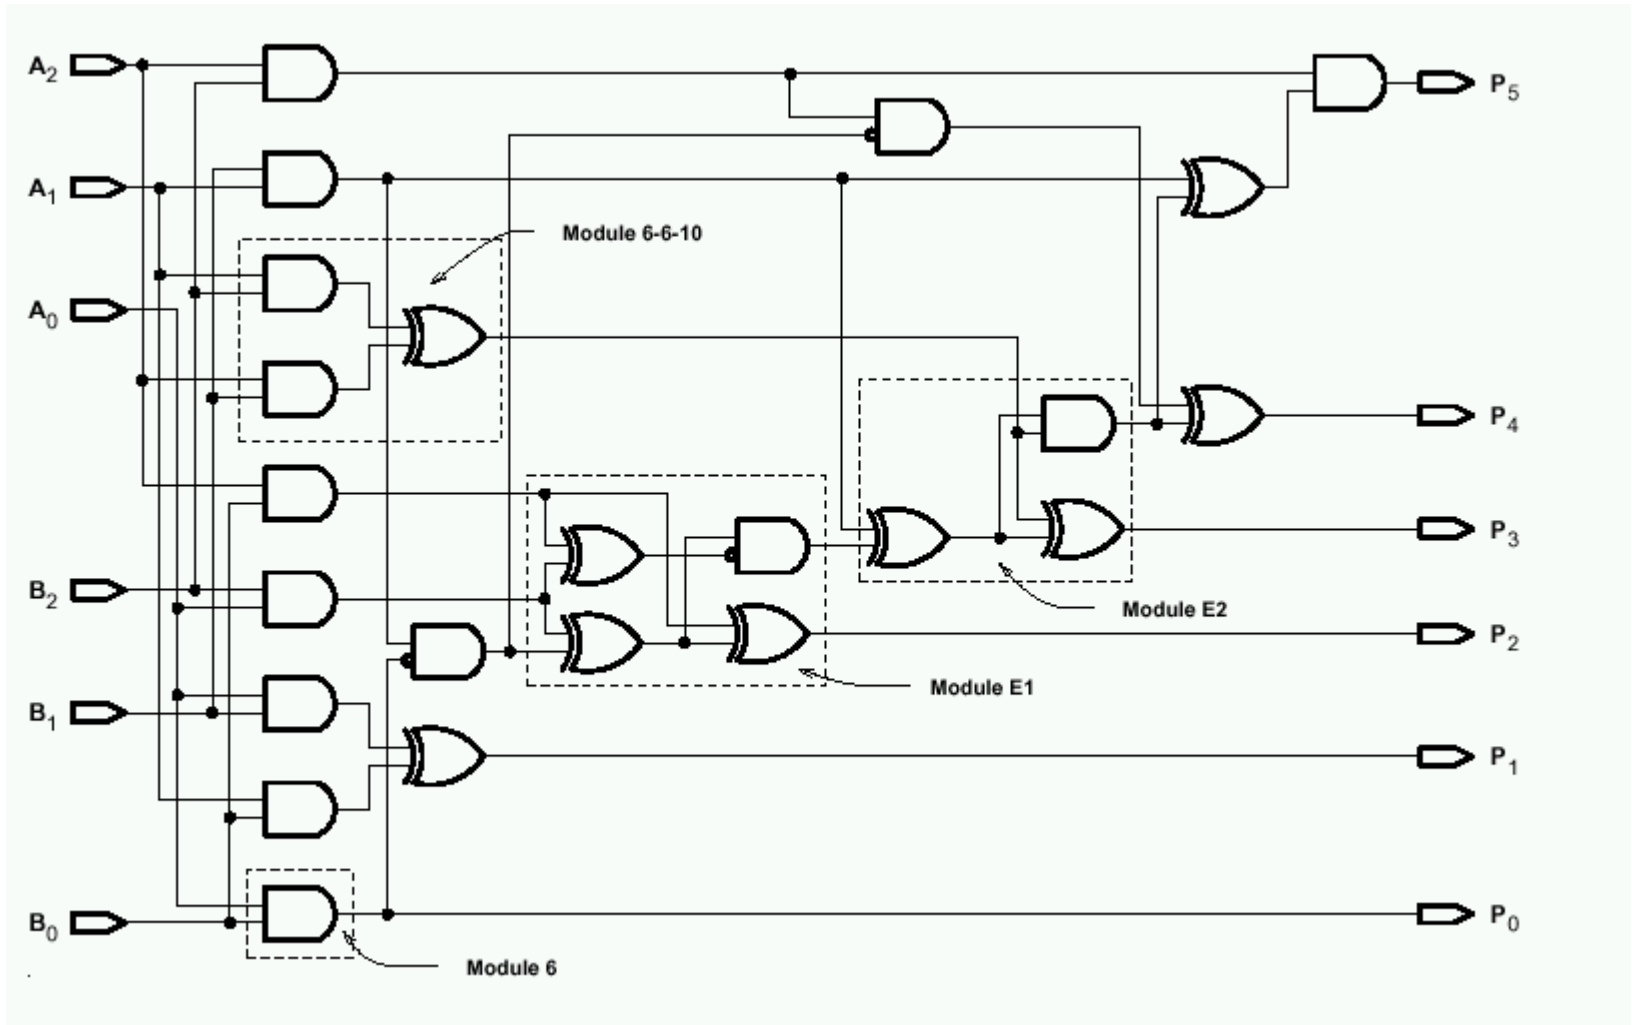 A2
P5
A1
Module 6-6-10
A0
P4
P3
B2
Module E2
P2
Module E1
B1
P1
B0
P0
Module 6